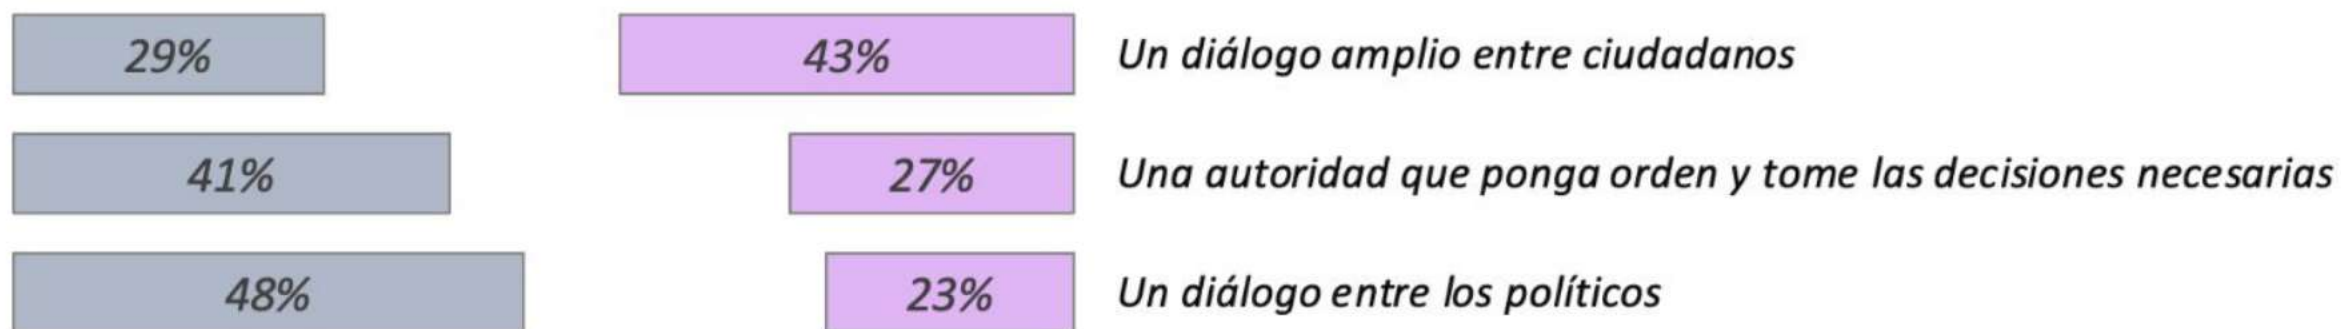 29% 43% Un diálogo amplio entre ciudadanos
41% 27% Una autoridad que ponga orden y tome las decisiones necesarias
48% 23% Un diálogo entre los políticos